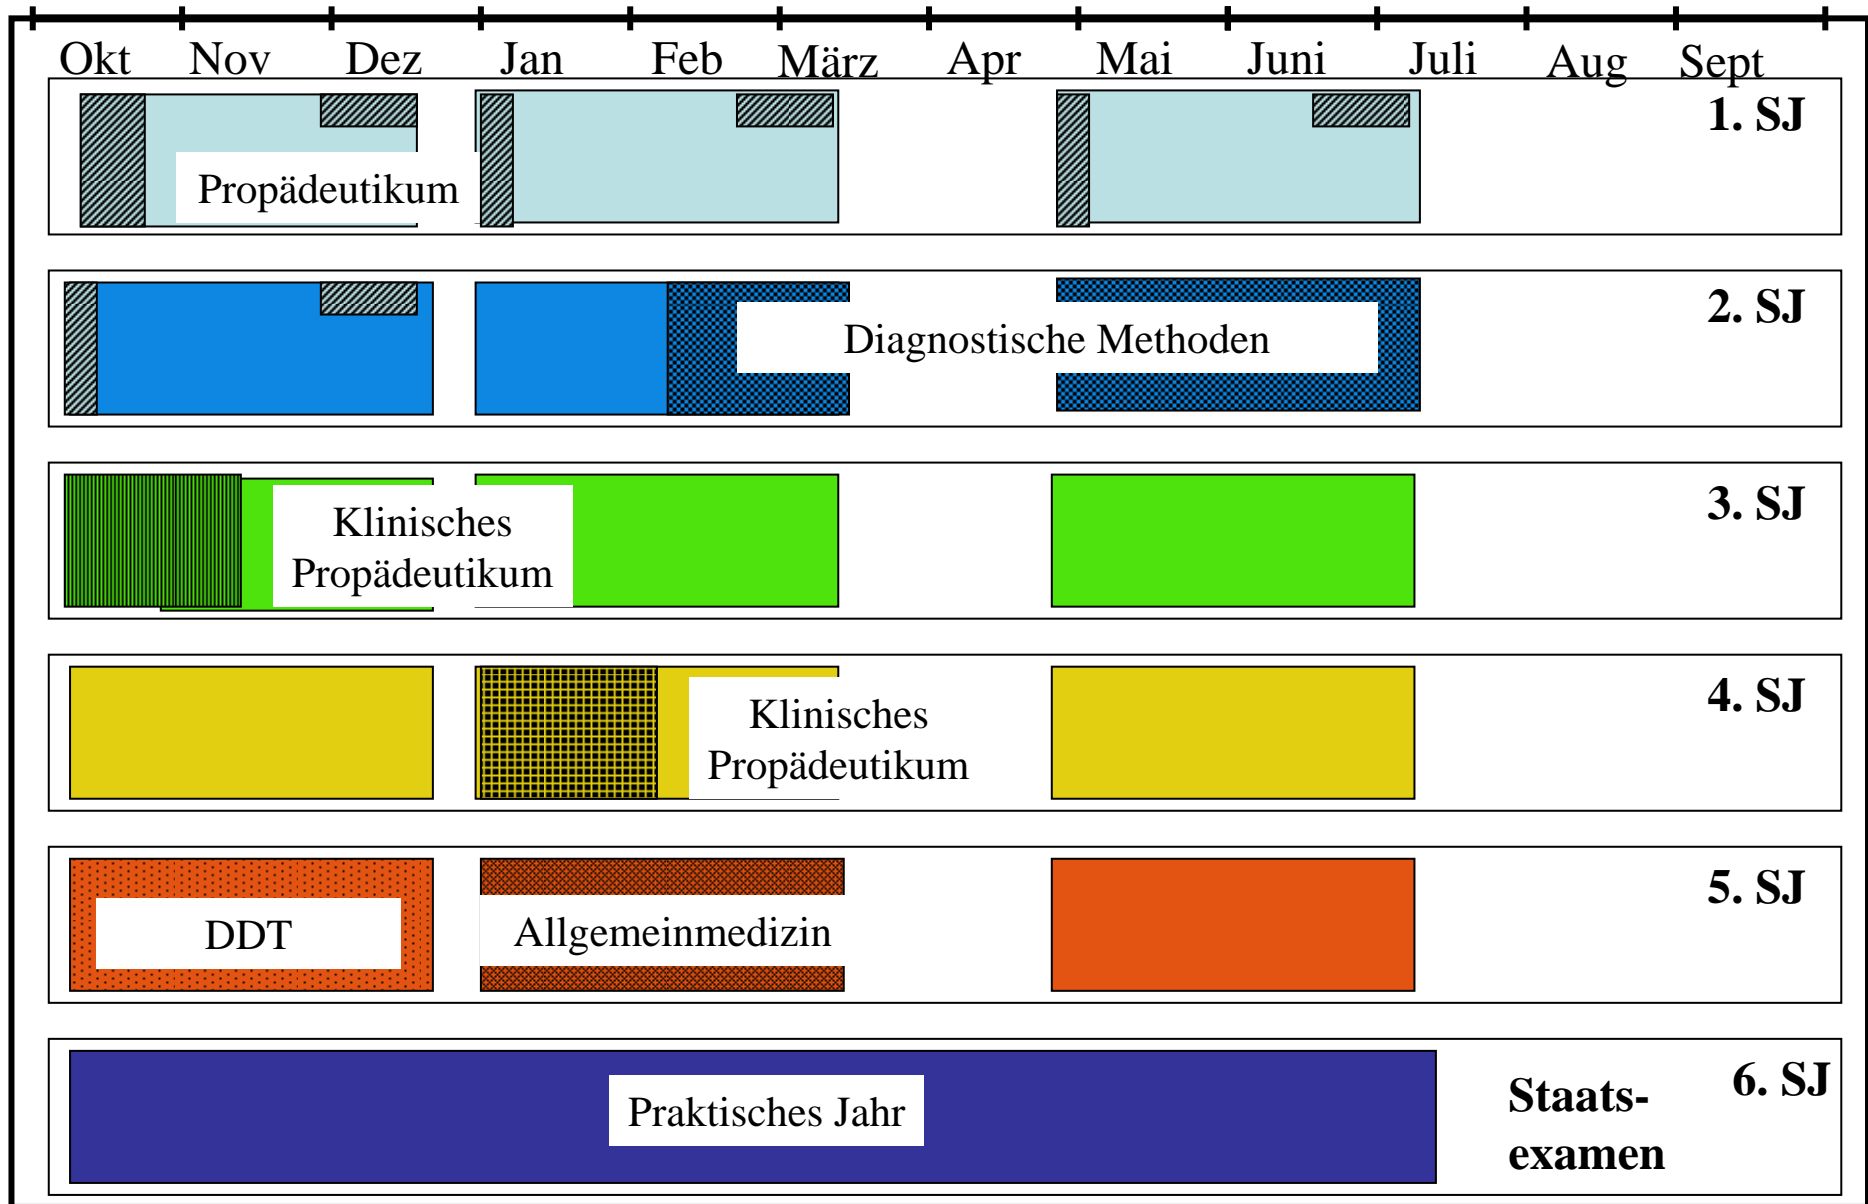 Okt Nov Dez Jan Feb März Apr Mai Juni Juli Aug Sept
1. SJ
Propädeutikum
2. SJ
Diagnostische Methoden
3. SJ
Klinisches
Propädeutikum
4. SJ
Klinisches
Propädeutikum
5. SJ
DDT
Allgemeinmedizin
6. SJ
Praktisches Jahr
Staats-
examen